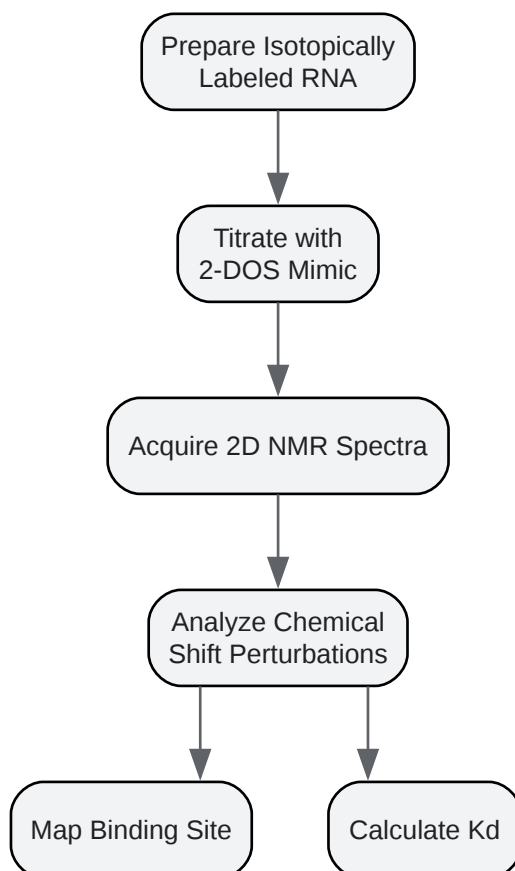 Prepare Isotopically
Labeled RNA
Titrate with
2-DOS Mimic
Acquire 2D NMR Spectra
Analyze Chemical
Shift Perturbations
Map Binding Site
Calculate Kd